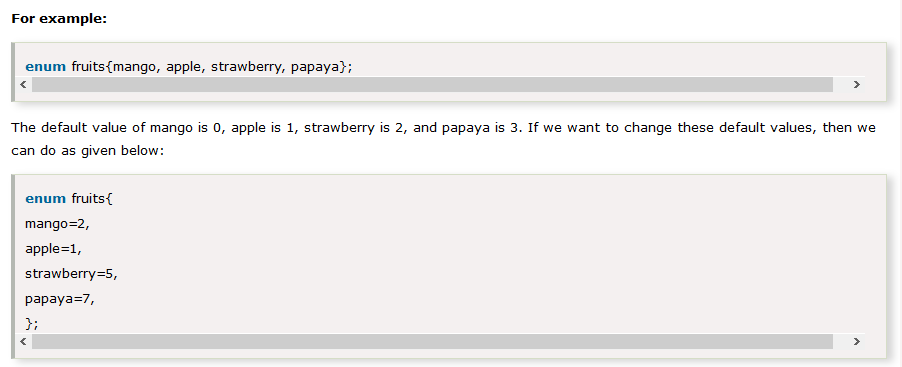 For example:
enum fruits{mango, apple, strawberry, papaya};
The default value of mango is 0, apple is 1, strawberry is 2, and papaya is 3. If we want to change these default values, then we
can do as given below:
enum fruits{
mango=2,
apple=1,
strawberry=5,
papaya=7,
};